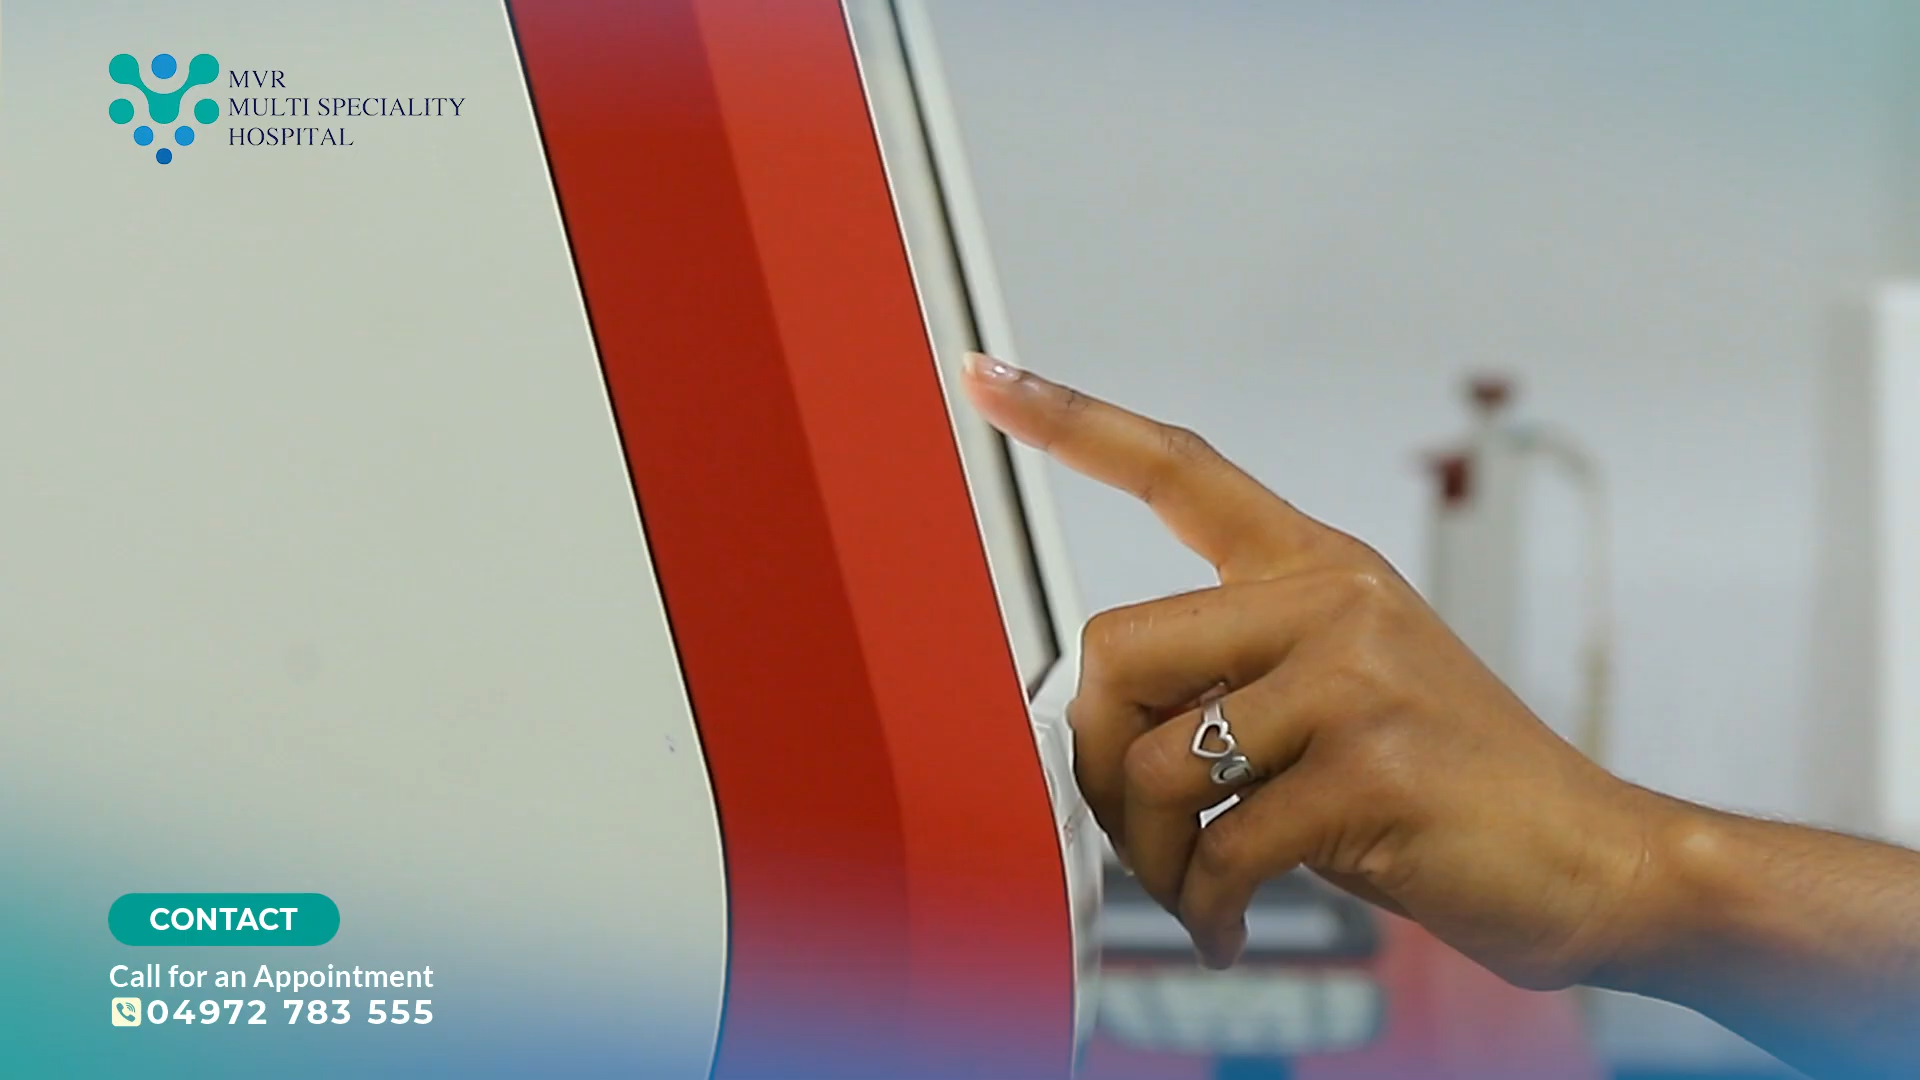 MVR
MULTI SPECIALITY
HOSPITAL
CONTACT
Call for an Appointment
04972 783 555